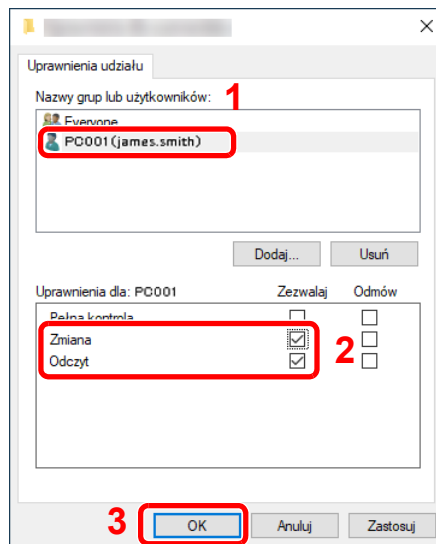 Uprawnienia udziału
Nazwy grup lub użytkowników: 1
Everyone
PC001(james.smith)
Dodaj... Usuń
Uprawnienia dla: PC001 Zezwalaj Odmów
Pełna kontrola
Zmiana
Odczyt
2
3 OK Anuluj Zastosuj